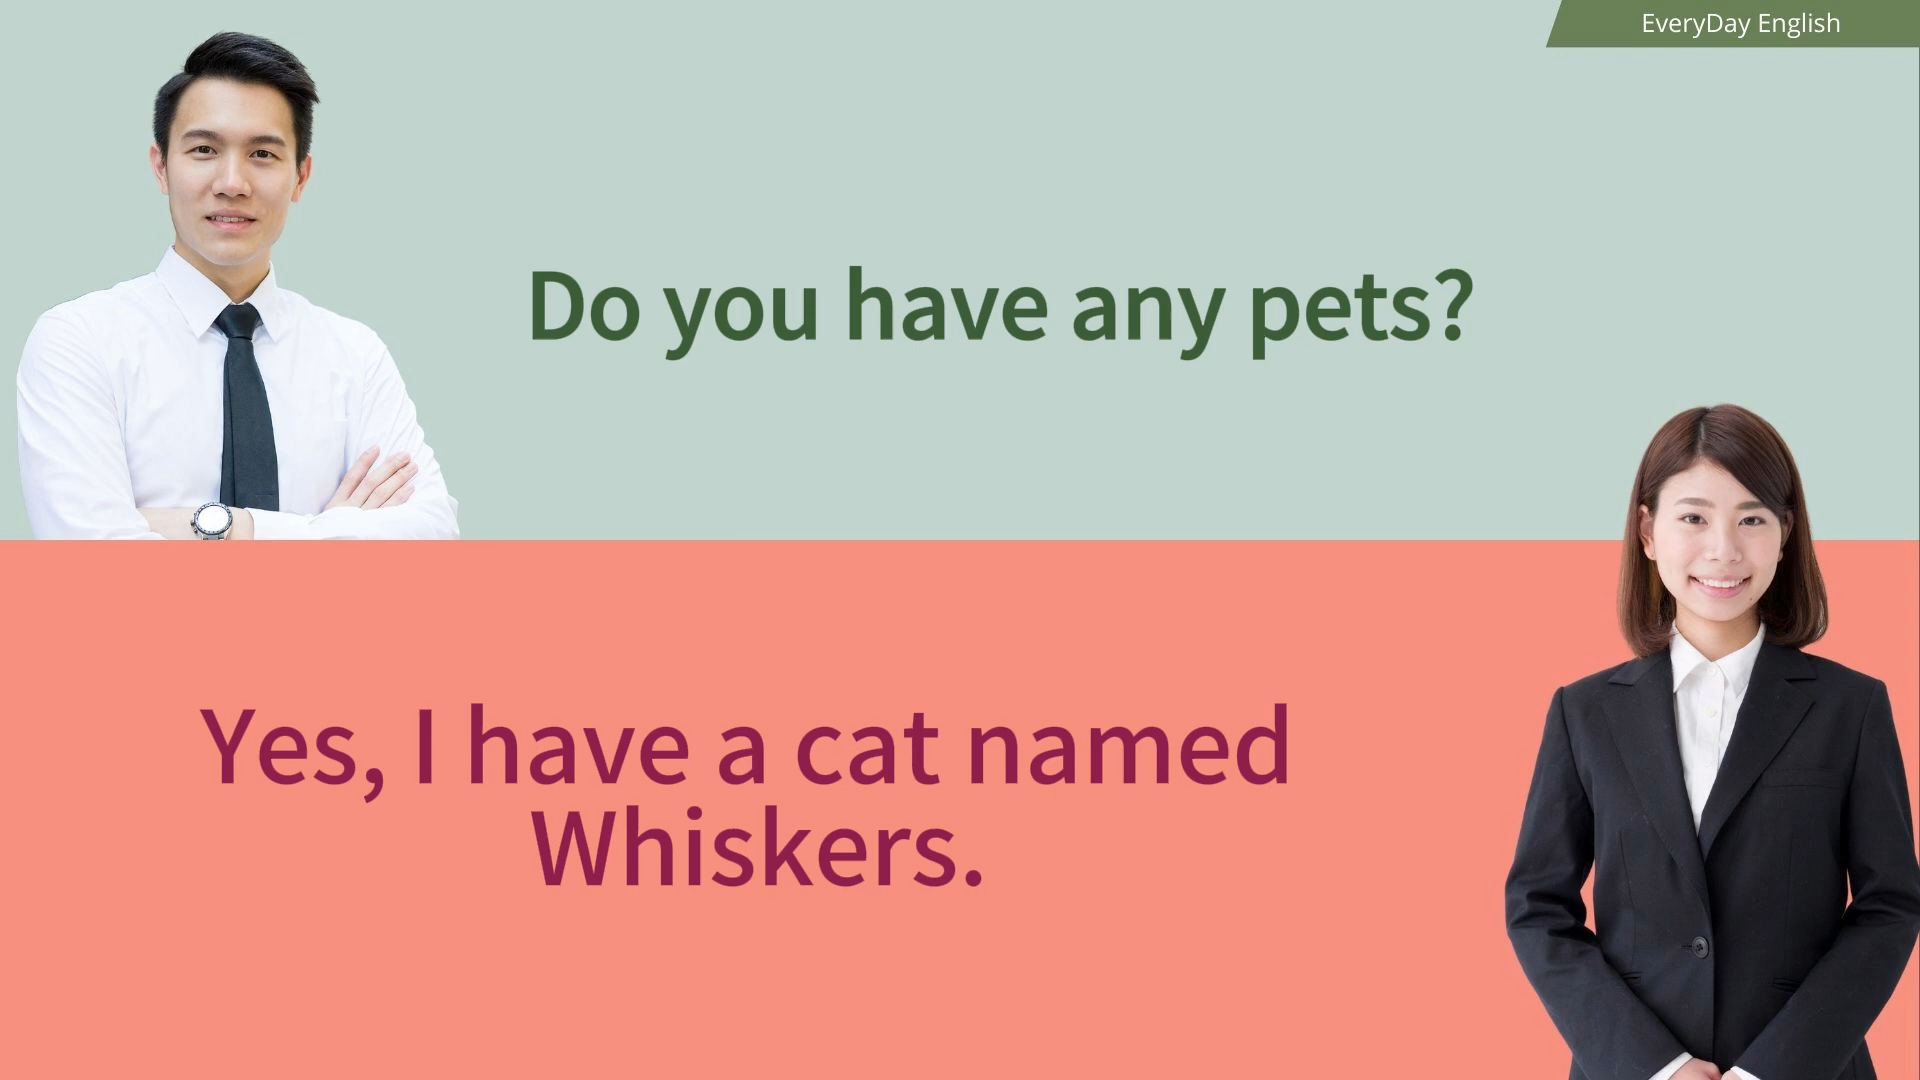 EveryDay English
Do you have any pets?
Yes, I have a cat named
Whiskers.